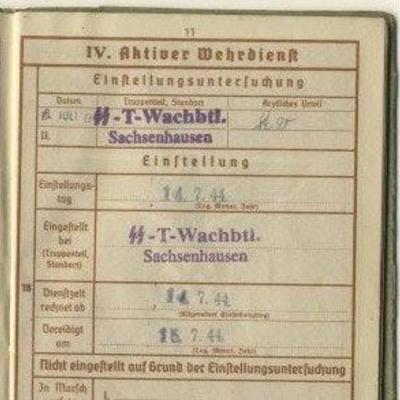 11
IV. Aktiver Wehrdienst
Einstellungsuntersuchung
Datum Truppenteil, Standort Ärztliches Urteil
JULI ᛋᛋ-T-Wachbtl. kv
II. Sachsenhausen
Einstellung
Einstellungs-
tag
14.7.44
(Tag, Monat, Jahr)
Eingestellt
bei
(Truppenteil,
Standort)
ᛋᛋ-T-Wachbtl.
Sachsenhausen
18
Dienstzeit
rechnet ab
14.7.44
Vereidigt
am
15.7.44
(Tag, Monat, Jahr)
Nicht eingestellt auf Grund der Einstellungsuntersuchung
In Marsch